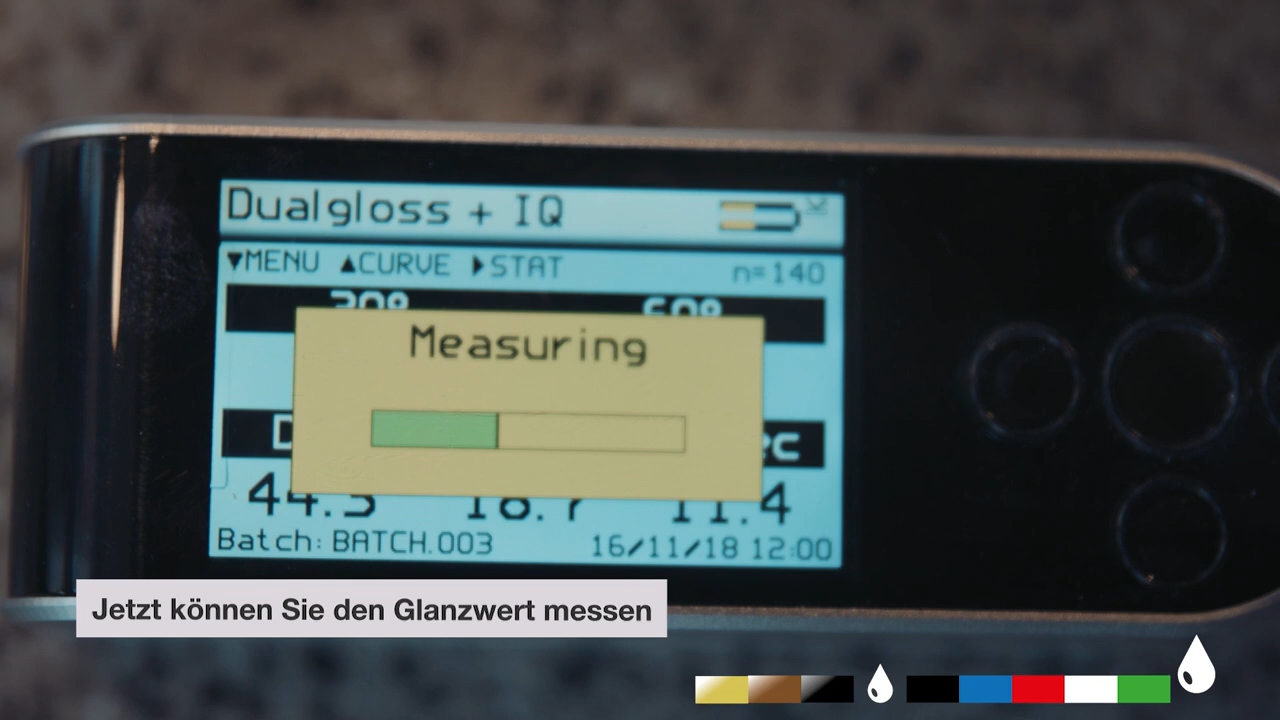 Dualgloss + IQ
▼MENU ▲CURVE ▶STAT n=140
60°
Measuring
11.4
Batch: BATCH.003 16/11/18 12:00
Jetzt können Sie den Glanzwert messen